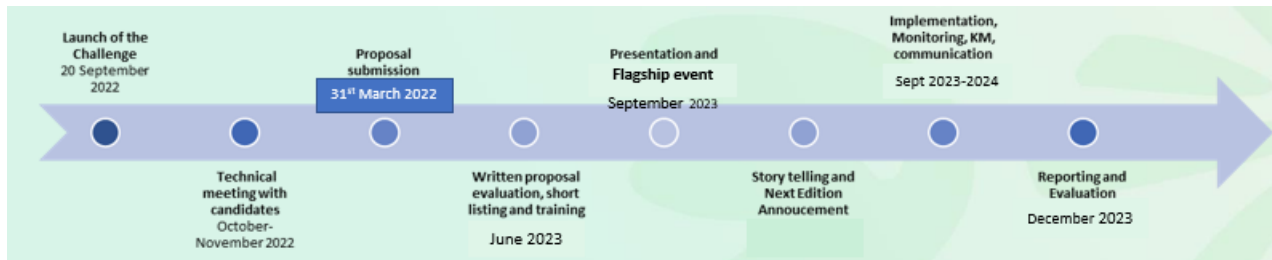 Launch of the
Challenge
20 September
2022
Technical
meeting with
candidates
October-
November 2022
Proposal
submission
31st March 2022
Written proposal
evaluation, short
listing and training
June 2023
Presentation and
Flagship event
September 2023
Story telling and
Next Edition
Annoucement
Implementation,
Monitoring, KM,
communication
Sept 2023-2024
Reporting and
Evaluation
December 2023